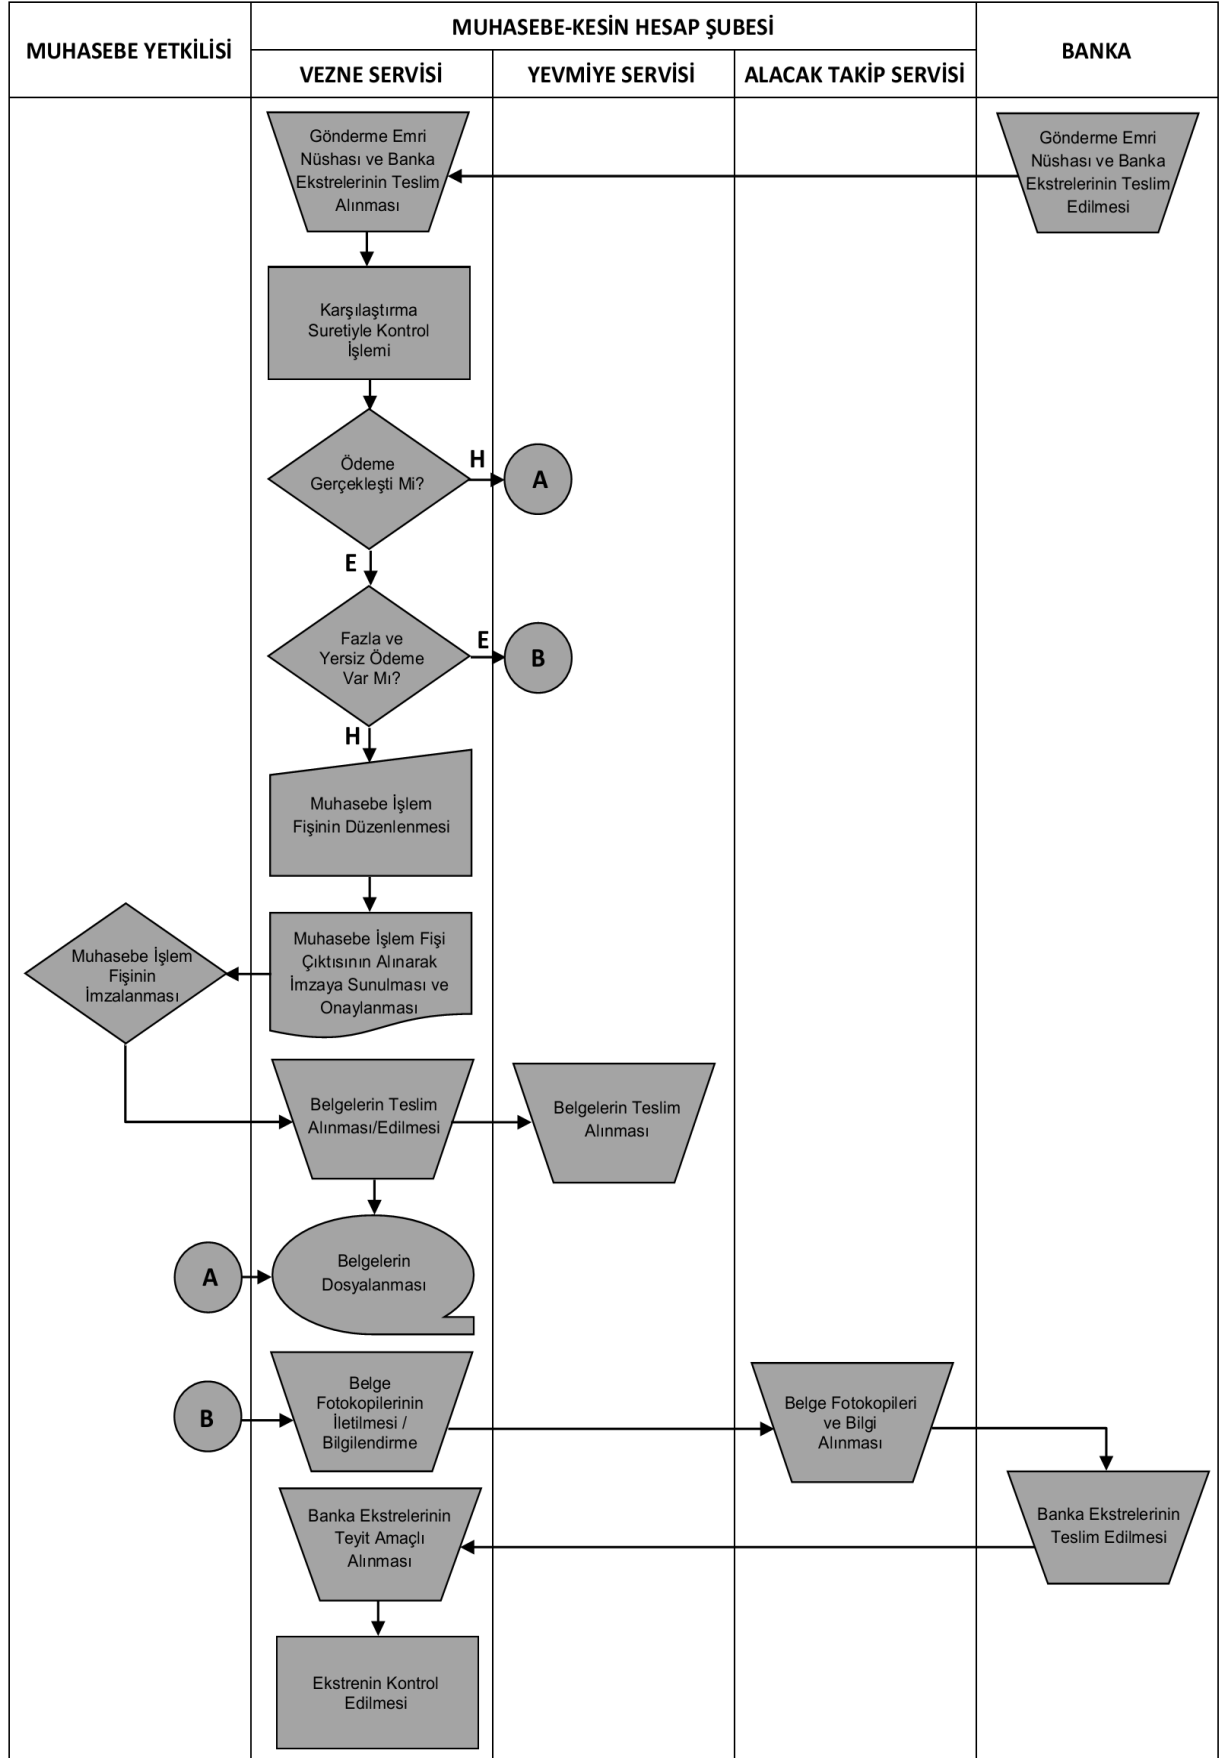 MUHASEBE YETKİLİSİ
MUHASEBE-KESİN HESAP ŞUBESİ
BANKA
VEZNE SERVİSİ
YEVMİYE SERVİSİ
ALACAK TAKİP SERVİSİ
Gönderme Emri
Nüshası ve Banka
Ekstrelerinin Teslim
Alınması
Gönderme Emri
Nüshası ve Banka
Ekstrelerinin Teslim
Edilmesi
Karşılaştırma
Suretiyle Kontrol
İşlemi
Ödeme
Gerçekleşti Mi?
H
A
E
Fazla ve
Yersiz Ödeme
Var Mı?
E
B
H
Muhasebe İşlem
Fişinin Düzenlenmesi
Muhasebe İşlem Fişi
Çıktısının Alınarak
İmzaya Sunulması ve
Onaylanması
Muhasebe İşlem
Fişinin
İmzalanması
Belgelerin Teslim
Alınması/Edilmesi
Belgelerin Teslim
Alınması
A
Belgelerin
Dosyalanması
B
Belge
Fotokopilerinin
İletilmesi /
Bilgilendirme
Belge Fotokopileri
ve Bilgi
Alınması
Banka Ekstrelerinin
Teslim Edilmesi
Banka Ekstrelerinin
Teyit Amaçlı
Alınması
Ekstrenin Kontrol
Edilmesi